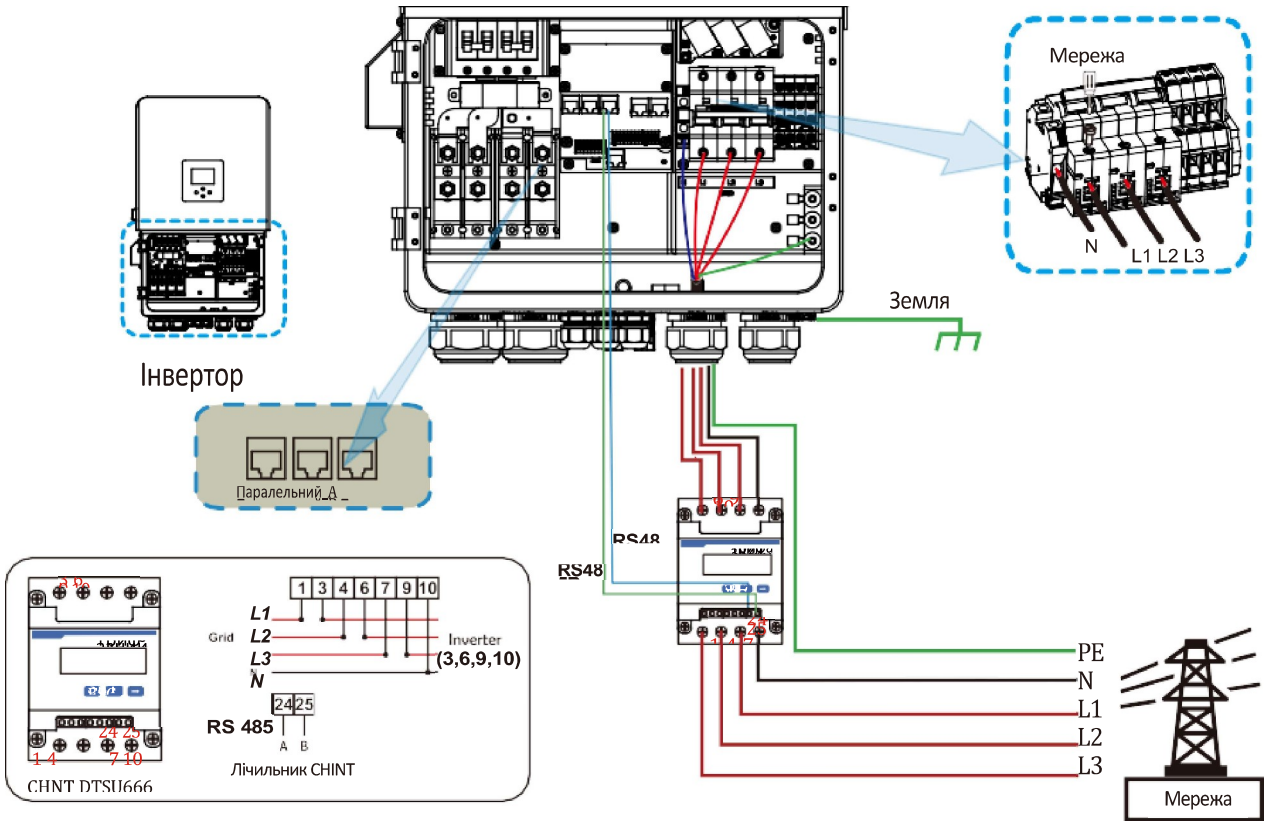 Мережа
N
L1 L2 L3
Земля
Інвертор
Паралельний_А _
RS48
RS48
1 3 4 6 7 9 10
L1
Grid L2 Inverter
L3 (3,6,9,10)
N
24 25
RS 485
A B
Лічильник CHINT
24 25
1 4 7 10
CHNT DTSU666
PE
N
L1
L2
L3
Мережа